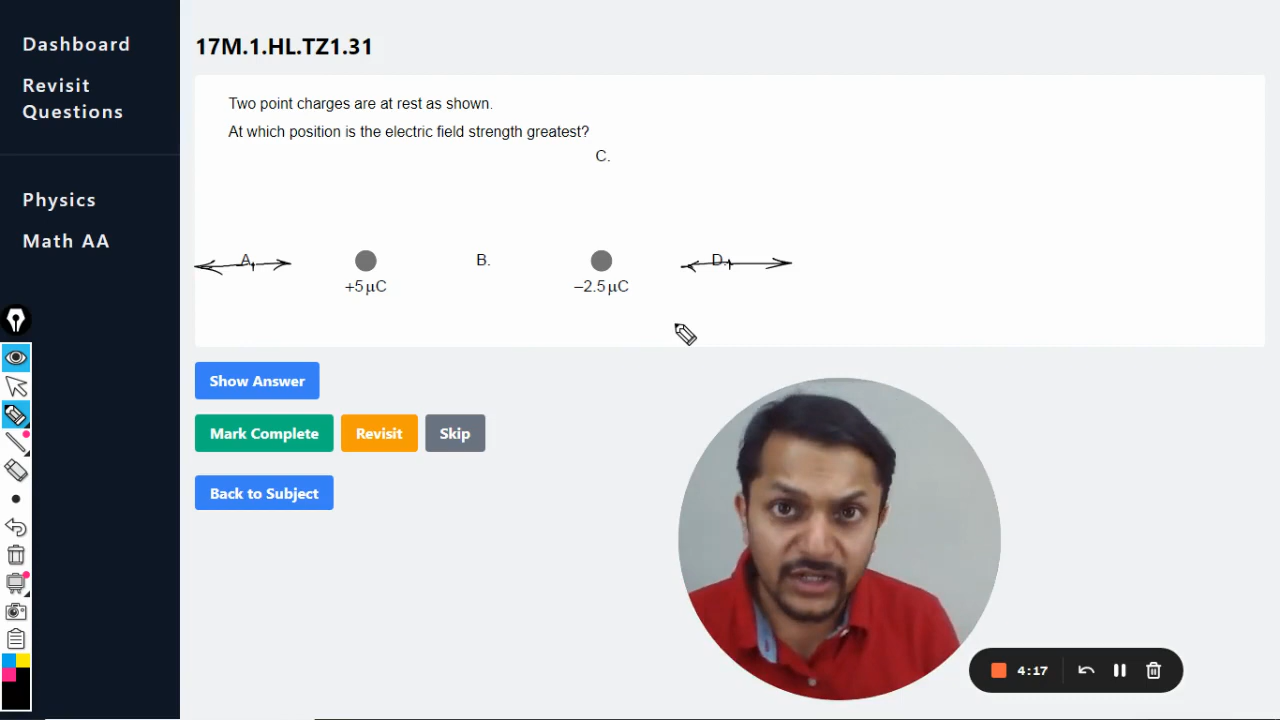 Dashboard
Revisit
Questions
Physics
Math AA
17M.1.HL.TZ1.31
Two point charges are at rest as shown.
At which position is the electric field strength greatest?
C.
A. B. D.
+5 μC –2.5 μC
Show Answer
Mark Complete Revisit Skip
Back to Subject
4:17